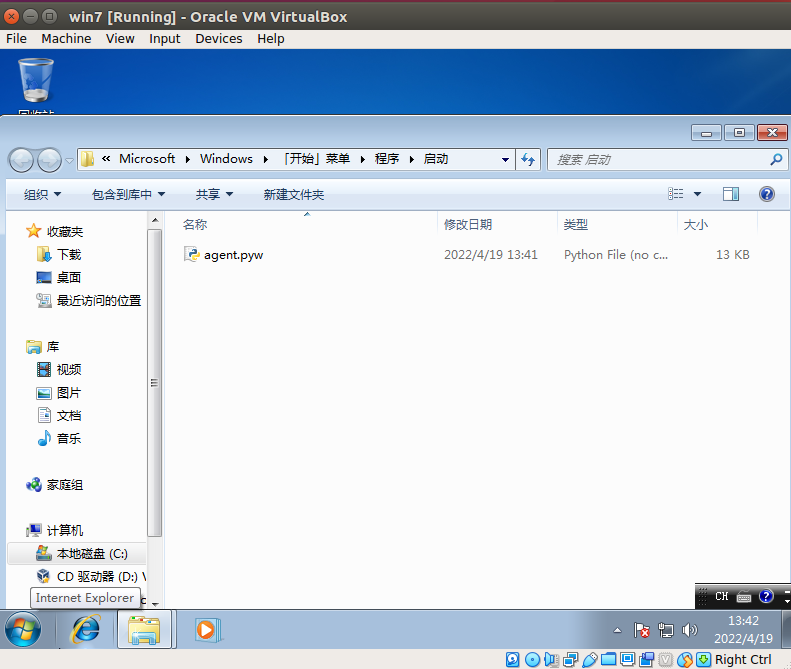 win7 [Running] - Oracle VM VirtualBox
File Machine View Input Devices Help
« Microsoft Windows 「开始」菜单 程序 启动 搜索 启动
组织 包含到库中 共享 新建文件夹
名称 修改日期 类型 大小
agent.pyw 2022/4/19 13:41 Python File (no c... 13 KB
收藏夹
下载
桌面
最近访问的位置
库
视频
图片
文档
音乐
家庭组
计算机
本地磁盘 (C:)
CD 驱动器 (D:)
Internet Explorer
CH
13:42
2022/4/19
Right Ctrl